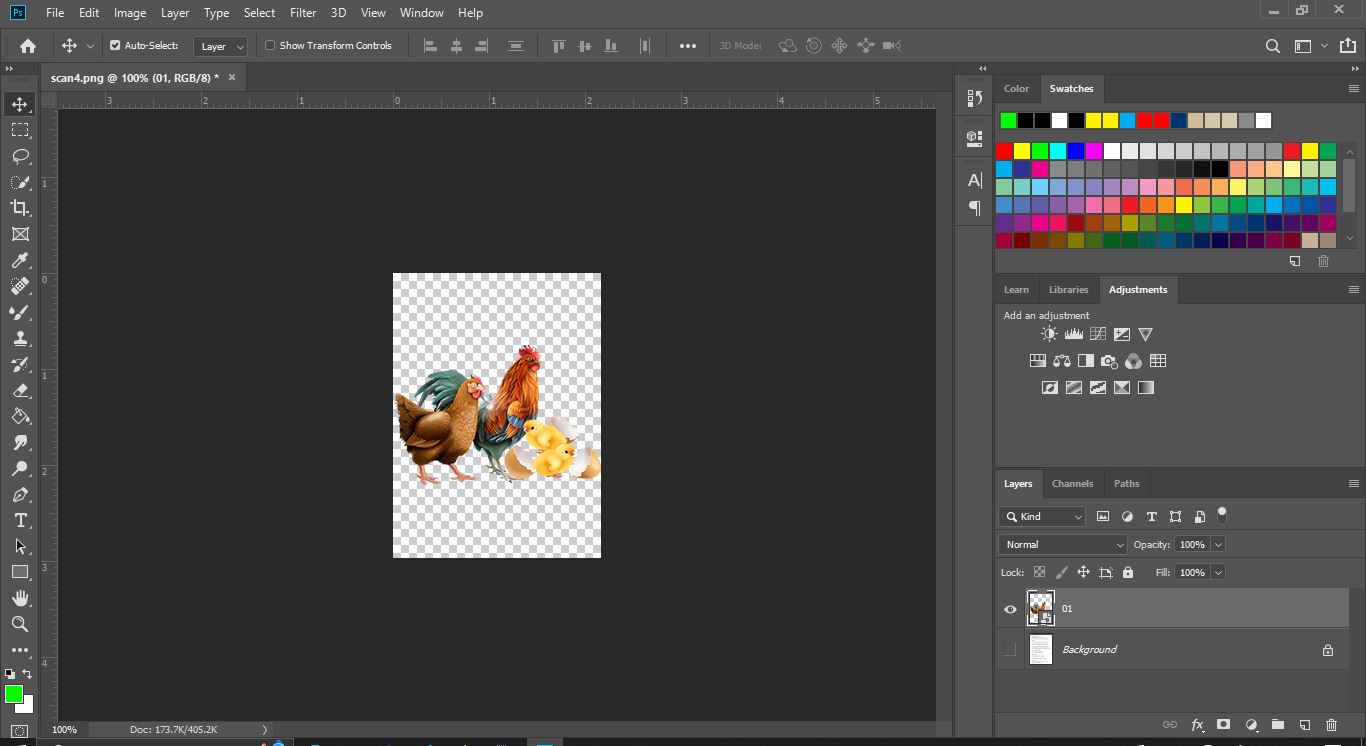 Ps File Edit Image Layer Type Select Filter 3D View Window Help
Auto-Select: Layer Show Transform Controls 3D Mode:
scan4.png @ 100% (01, RGB/8) * ×
Color Swatches
3 2 1 0 1 2 3 4 5
1
0
1
2
3
4
Learn Libraries Adjustments
Add an adjustment
Layers Channels Paths
Kind
Normal Opacity: 100%
Lock: Fill: 100%
01
Background
fx
100% Doc: 173.7K/405.2K